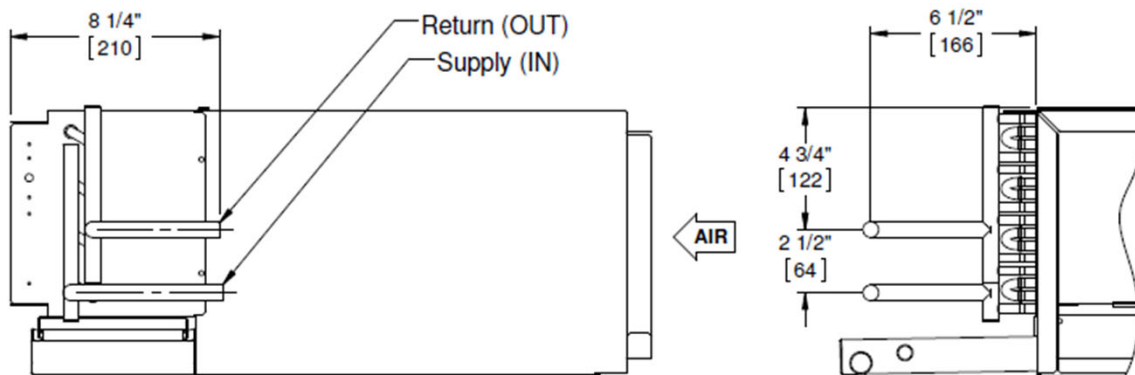 8 1/4"
[210]
Return (OUT)
Supply (IN)
6 1/2"
[166]
4 3/4"
[122]
AIR
2 1/2"
[64]